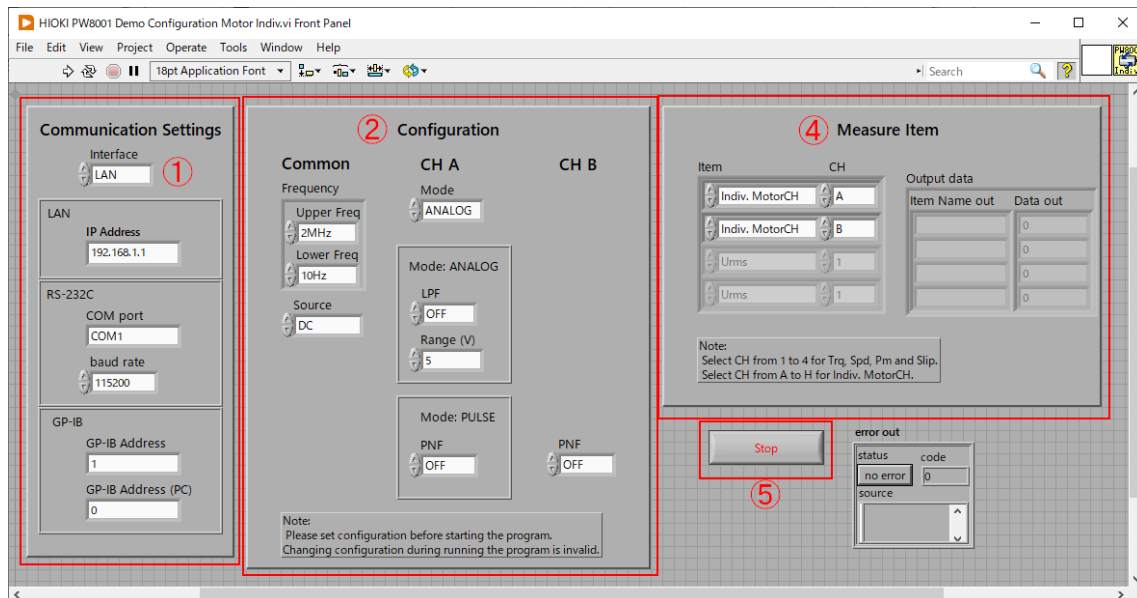 HIOKI PW8001 Demo Configuration Motor Indiv.vi Front Panel
File Edit View Project Operate Tools Window Help
18pt Application Font
Search
Communication Settings
Interface
LAN
①
LAN
IP Address
192.168.1.1
RS-232C
COM port
COM1
baud rate
115200
GP-IB
GP-IB Address
1
GP-IB Address (PC)
0
② Configuration
Common
Frequency
Upper Freq
2MHz
Lower Freq
10Hz
Source
DC
CH A
Mode
ANALOG
Mode: ANALOG
LPF
OFF
Range (V)
5
Mode: PULSE
PNF
OFF
CH B
PNF
OFF
Note:
Please set configuration before starting the program.
Changing configuration during running the program is invalid.
④ Measure Item
Item CH
Indiv. MotorCH A
Indiv. MotorCH B
Urms 1
Urms 1
Output data
Item Name out Data out
0
0
0
0
Note:
Select CH from 1 to 4 for Trq, Spd, Pm and Slip.
Select CH from A to H for Indiv. MotorCH.
Stop
⑤
error out
status code
no error 0
source